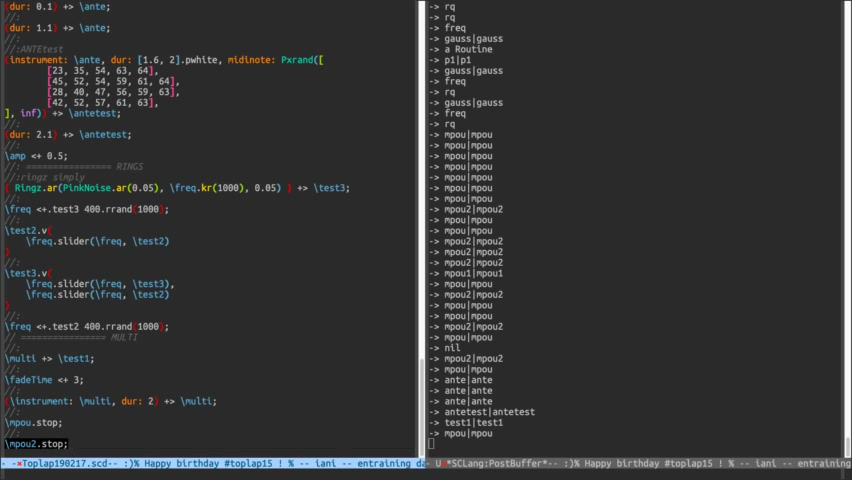 (dur: 0.1) +> \ante;
//:
(dur: 1.1) +> \ante;
//:
//:ANTEtest
(instrument: \ante, dur: [1.6, 2].pwhite, midinote: Pxrand([
[23, 35, 54, 63, 64],
[45, 52, 54, 59, 61, 64],
[28, 40, 47, 56, 59, 63],
[42, 52, 57, 61, 63],
], inf)) +> \antetest;
//:
(dur: 2.1) +> \antetest;
//:
\amp <+ 0.5;
//: ================ RINGS
//:ringz simply
{ Ringz.ar(PinkNoise.ar(0.05), \freq.kr(1000), 0.05) } +> \test3;
//:
\freq <+.test3 400.rrand(1000);
//:
\test2.v(
\freq.slider(\freq, \test2)
)
//:
\test3.v(
\freq.slider(\freq, \test3),
\freq.slider(\freq, \test2)
)
//:
\freq <+.test2 400.rrand(1000);
// ================ MULTI
//:
\multi +> \test1;
//:
\fadeTime <+ 3;
//:
(\instrument: \multi, dur: 2) +> \multi;
//:
\mpou.stop;
//:
\mpou2.stop;
Toplap190217.scd-- :)% Happy birthday #toplap15 ! % -- iani -- entraining da
-> rq
-> rq
-> freq
-> gauss|gauss
-> a Routine
-> p1|p1
-> gauss|gauss
-> freq
-> rq
-> gauss|gauss
-> freq
-> rq
-> mpou|mpou
-> mpou|mpou
-> mpou|mpou
-> mpou|mpou
-> mpou|mpou
-> mpou|mpou
-> mpou|mpou
-> mpou2|mpou2
-> mpou|mpou
-> mpou|mpou
-> mpou2|mpou2
-> mpou2|mpou2
-> mpou2|mpou2
-> mpou1|mpou1
-> mpou|mpou
-> mpou2|mpou2
-> mpou|mpou
-> mpou|mpou
-> mpou2|mpou2
-> mpou|mpou
-> nil
-> mpou2|mpou2
-> mpou|mpou
-> ante|ante
-> ante|ante
-> ante|ante
-> antetest|antetest
-> test1|test1
-> mpou|mpou
*SCLang:PostBuffer*-- :)% Happy birthday #toplap15 ! % -- iani -- entraining